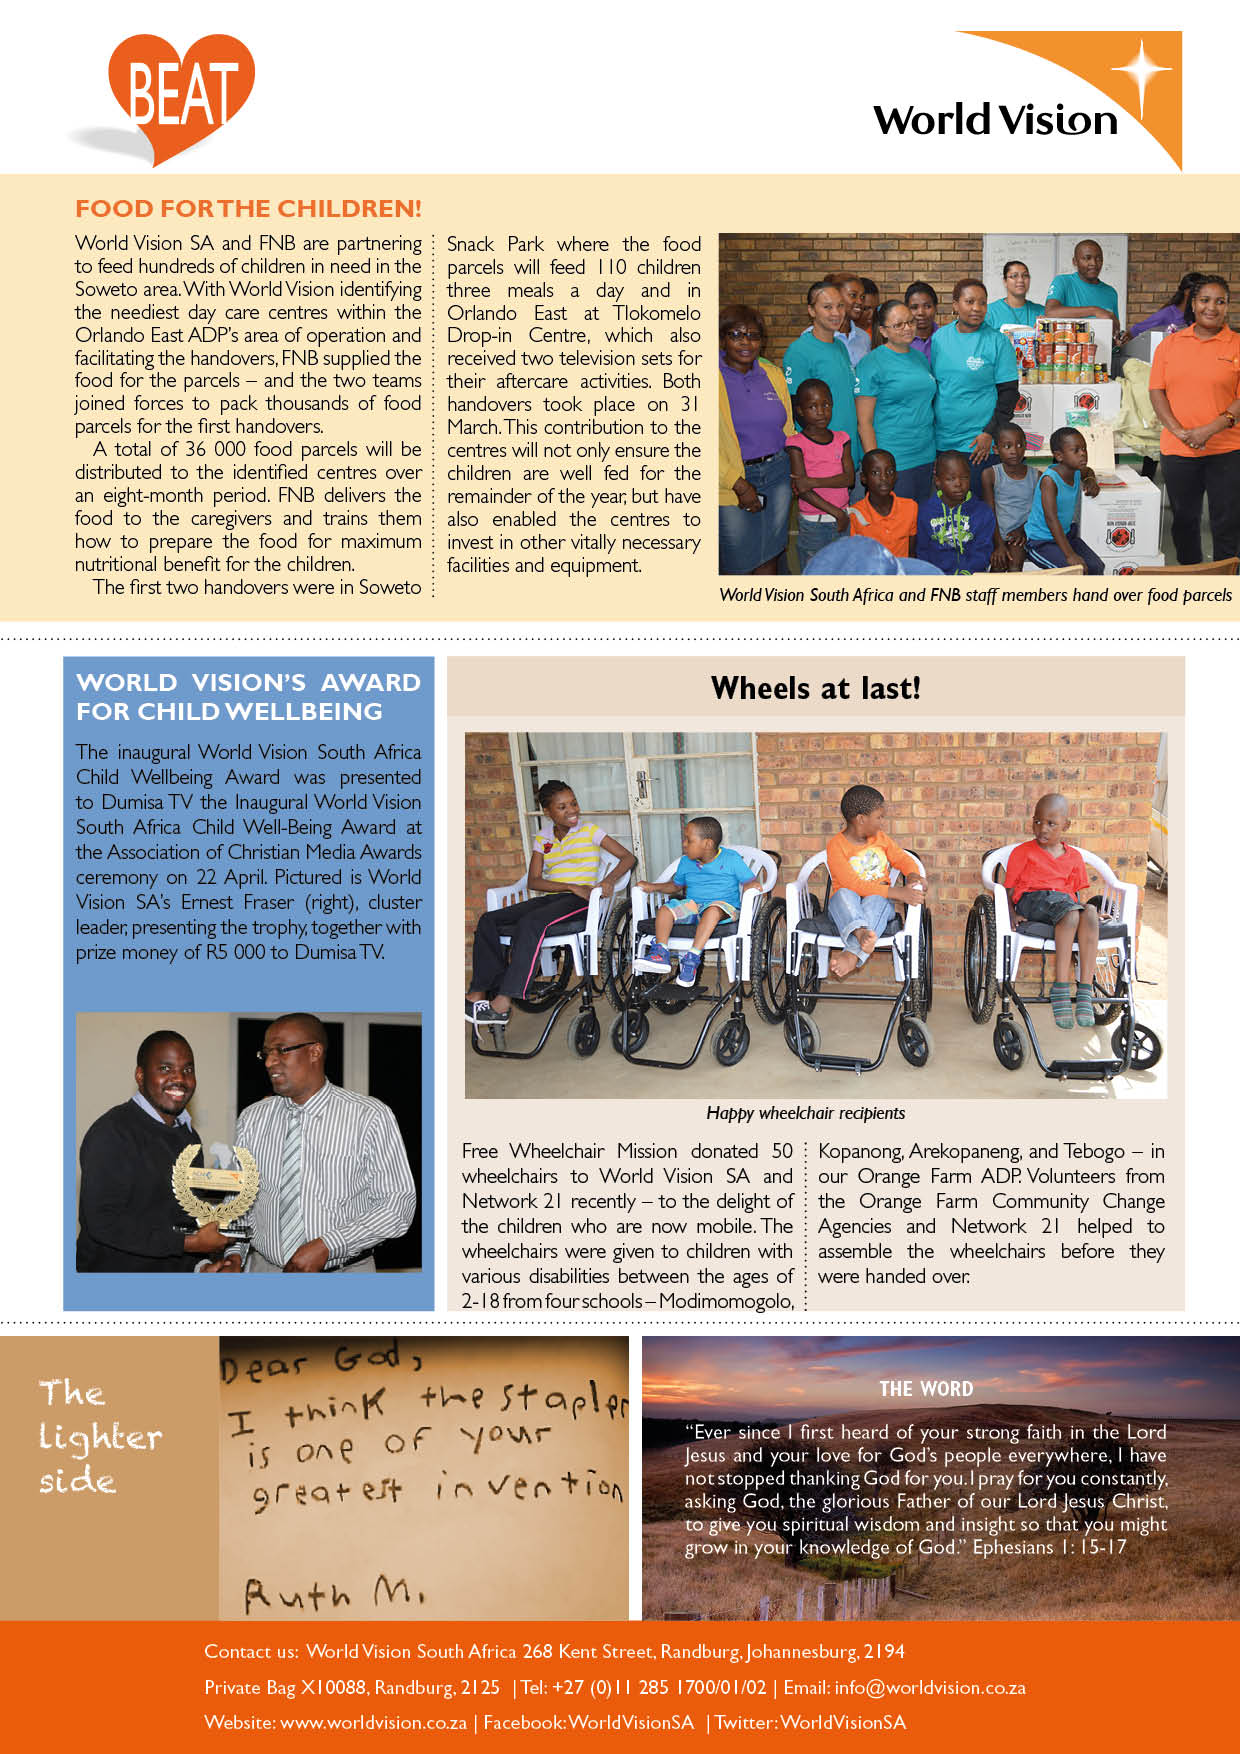 BEAT
World Vision
FOOD FOR THE CHILDREN!
World Vision SA and FNB are partnering
to feed hundreds of children in need in the
Soweto area. With World Vision identifying
the neediest day care centres within the
Orlando East ADP's area of operation and
facilitating the handovers, FNB supplied the
food for the parcels – and the two teams
joined forces to pack thousands of food
parcels for the first handovers.
A total of 36 000 food parcels will be
distributed to the identified centres over
an eight-month period. FNB delivers the
food to the caregivers and trains them
how to prepare the food for maximum
nutritional benefit for the children.
The first two handovers were in Soweto
Snack Park where the food
parcels will feed 110 children
three meals a day and in
Orlando East at Tlokomelo
Drop-in Centre, which also
received two television sets for
their aftercare activities. Both
handovers took place on 31
March. This contribution to the
centres will not only ensure the
children are well fed for the
remainder of the year, but have
also enabled the centres to
invest in other vitally necessary
facilities and equipment.
World Vision South Africa and FNB staff members hand over food parcels
WORLD VISION'S AWARD
FOR CHILD WELLBEING
The inaugural World Vision South Africa
Child Wellbeing Award was presented
to Dumisa TV the Inaugural World Vision
South Africa Child Well-Being Award at
the Association of Christian Media Awards
ceremony on 22 April. Pictured is World
Vision SA's Ernest Fraser (right), cluster
leader, presenting the trophy, together with
prize money of R5 000 to Dumisa TV.
Wheels at last!
Happy wheelchair recipients
Free Wheelchair Mission donated 50
wheelchairs to World Vision SA and
Network 21 recently – to the delight of
the children who are now mobile. The
wheelchairs were given to children with
various disabilities between the ages of
2-18 from four schools – Modimomogolo,
Kopanong, Arekopaneng, and Tebogo – in
our Orange Farm ADP. Volunteers from
the Orange Farm Community Change
Agencies and Network 21 helped to
assemble the wheelchairs before they
were handed over.
The
lighter
side
Dear God,
I think the stapler
is one of your
greatest invention
Ruth M.
THE WORD
“Ever since I first heard of your strong faith in the Lord
Jesus and your love for God's people everywhere, I have
not stopped thanking God for you. I pray for you constantly,
asking God, the glorious Father of our Lord Jesus Christ,
to give you spiritual wisdom and insight so that you might
grow in your knowledge of God.” Ephesians 1: 15-17
Contact us: World Vision South Africa 268 Kent Street, Randburg, Johannesburg, 2194
Private Bag X10088, Randburg, 2125 | Tel: +27 (0)11 285 1700/01/02 | Email: info@worldvision.co.za
Website: www.worldvision.co.za | Facebook: WorldVisionSA | Twitter: WorldVisionSA